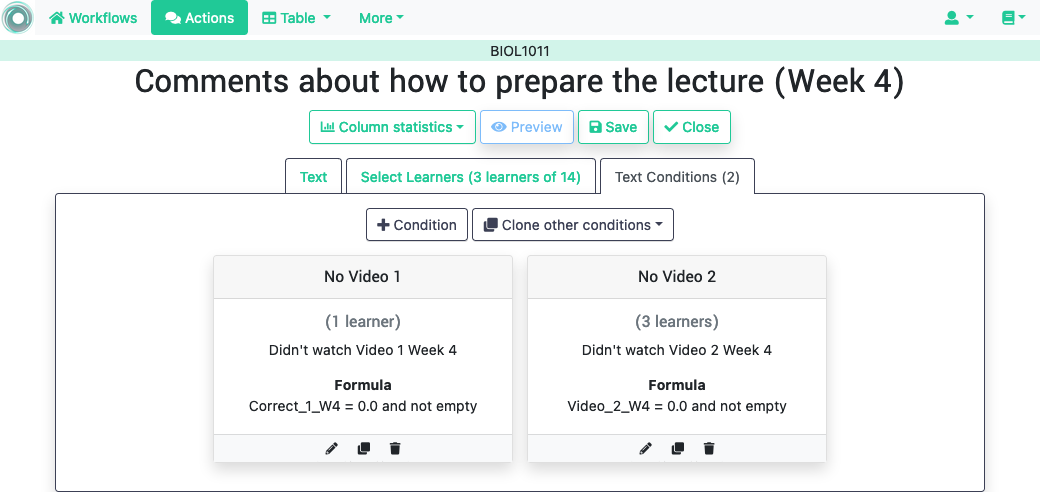 Workflows Actions Table More
BIOL1011
Comments about how to prepare the lecture (Week 4)
Column statistics Preview Save Close
Text Select Learners (3 learners of 14) Text Conditions (2)
Condition Clone other conditions
No Video 1
(1 learner)
Didn't watch Video 1 Week 4
Formula
Correct_1_W4 = 0.0 and not empty
No Video 2
(3 learners)
Didn't watch Video 2 Week 4
Formula
Video_2_W4 = 0.0 and not empty